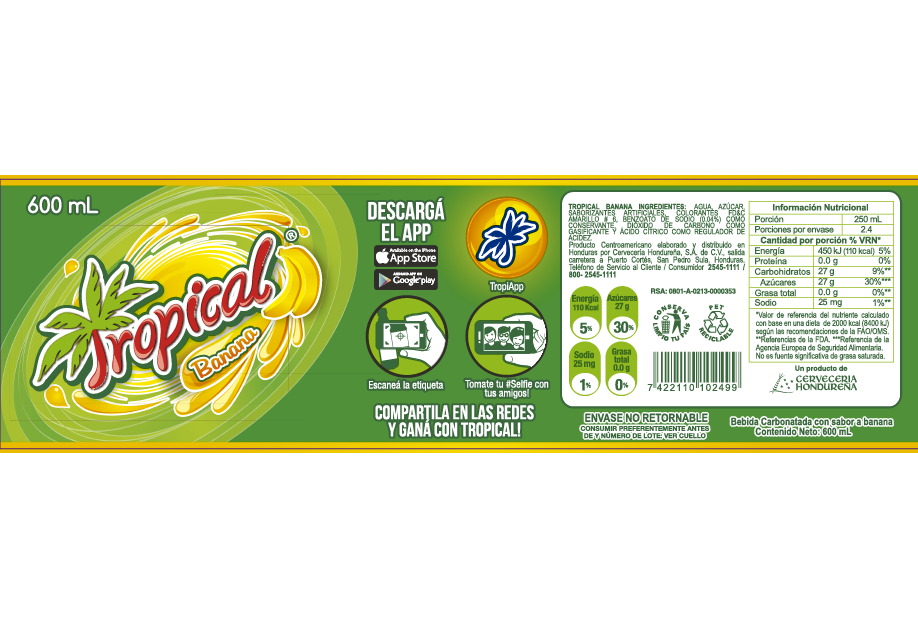 600 mL
Tropical®
Banana
DESCARGÁ
EL APP
Available on the iPhone
App Store
ANDROID APP ON
Google play
TropiApp
Escaneá la etiqueta
Tomate tu #Selfie con
tus amigos!
COMPARTILA EN LAS REDES
Y GANÁ CON TROPICAL!
TROPICAL BANANA INGREDIENTES: AGUA, AZÚCAR,
SABORIZANTES ARTIFICIALES, COLORANTES FD&C
AMARILLO # 6, BENZOATO DE SODIO (0.04%) COMO
CONSERVANTE, DIÓXIDO DE CARBONO COMO
GASIFICANTE Y ÁCIDO CÍTRICO COMO REGULADOR DE
ACIDEZ.
Producto Centroamericano elaborado y distribuido en
Honduras por Cervecería Hondureña, S.A. de C.V., salida
carretera a Puerto Cortés, San Pedro Sula, Honduras.
Teléfono de Servicio al Cliente / Consumidor 2545-1111 /
800- 2545-1111
RSA: 0801-A-0213-0000353
Energía
110 Kcal
5%
Azúcares
27 g
30%
Sodio
25 mg
1%
Grasa
total
0.0 g
0%
CONSERVA
LIMPIO TU PAÍS
PET
RECICLABLE
7 422110 102499
Información Nutricional
Porción 250 mL
Porciones por envase 2.4
Cantidad por porción % VRN*
Energía 450 kJ (110 kcal) 5%
Proteína 0.0 g 0%
Carbohidratos 27 g 9%**
Azúcares 27 g 30%***
Grasa total 0.0 g 0%**
Sodio 25 mg 1%**
*Valor de referencia del nutriente calculado
con base en una dieta de 2000 kcal (8400 kJ)
según las recomendaciones de la FAO/OMS.
**Referencias de la FDA. ***Referencia de la
Agencia Europea de Seguridad Alimentaria.
No es fuente significativa de grasa saturada.
Un producto de
CERVECERIA
HONDUREÑA
ENVASE NO RETORNABLE
CONSUMIR PREFERENTEMENTE ANTES
DE Y NÚMERO DE LOTE: VER CUELLO
Bebida Carbonatada con sabor a banana
Contenido Neto: 600 mL